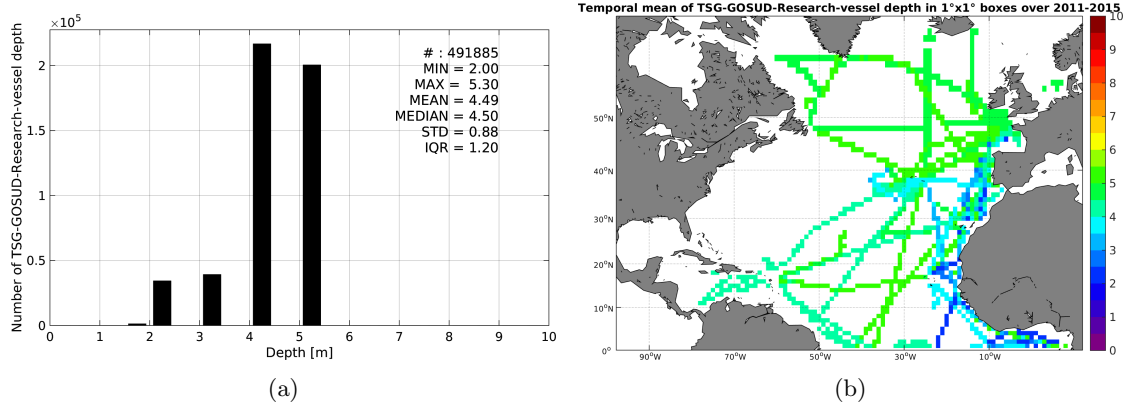 Number of TSG-GOSUD-Research-vessel depth
×10⁵
2
1.5
1
0.5
0
# : 491885
MIN = 2.00
MAX = 5.30
MEAN = 4.49
MEDIAN = 4.50
STD = 0.88
IQR = 1.20
0 1 2 3 4 5 6 7 8 9 10
Depth [m]
(a)
Temporal mean of TSG-GOSUD-Research-vessel depth in 1°x1° boxes over 2011-2015
50°N
40°N
30°N
20°N
10°N
0°
90°W 70°W 50°W 30°W 10°W
10
9
8
7
6
5
4
3
2
1
0
(b)